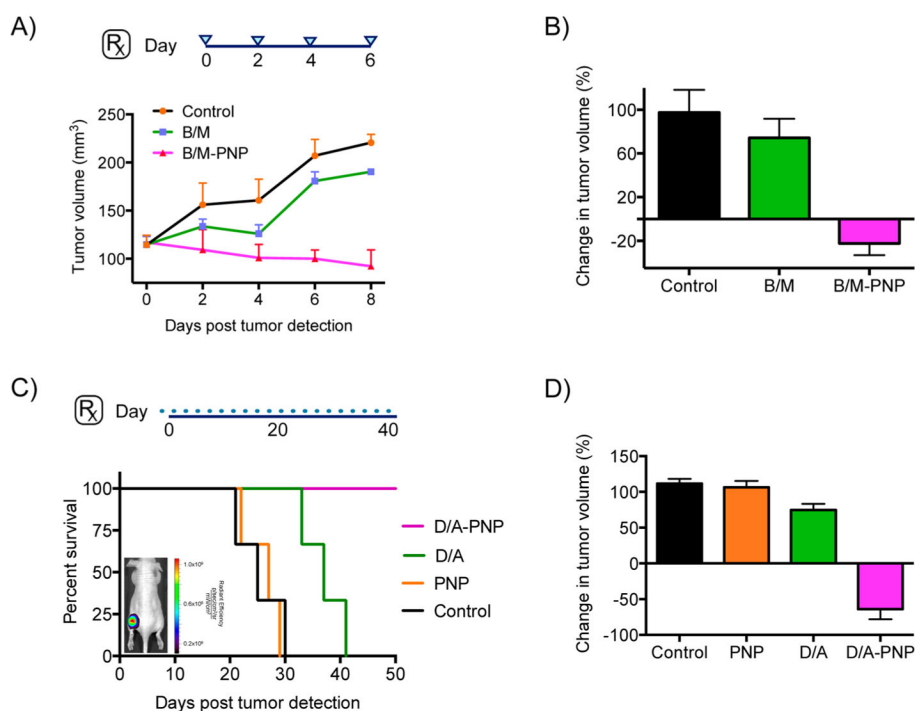 A)
Rx Day
0 2 4 6
Control
B/M
B/M-PNP
Tumor volume (mm3)
250
200
150
100
0 2 4 6 8
Days post tumor detection
B)
Change in tumor volume (%)
100
60
20
-20
Control B/M B/M-PNP
C)
Rx Day
0 20 40
Percent survival
100
75
50
25
0
0 10 20 30 40 50
Days post tumor detection
Radiant Efficiency
D/A-PNP
D/A
PNP
Control
D)
Change in tumor volume (%)
150
100
50
0
-50
-100
Control PNP D/A D/A-PNP